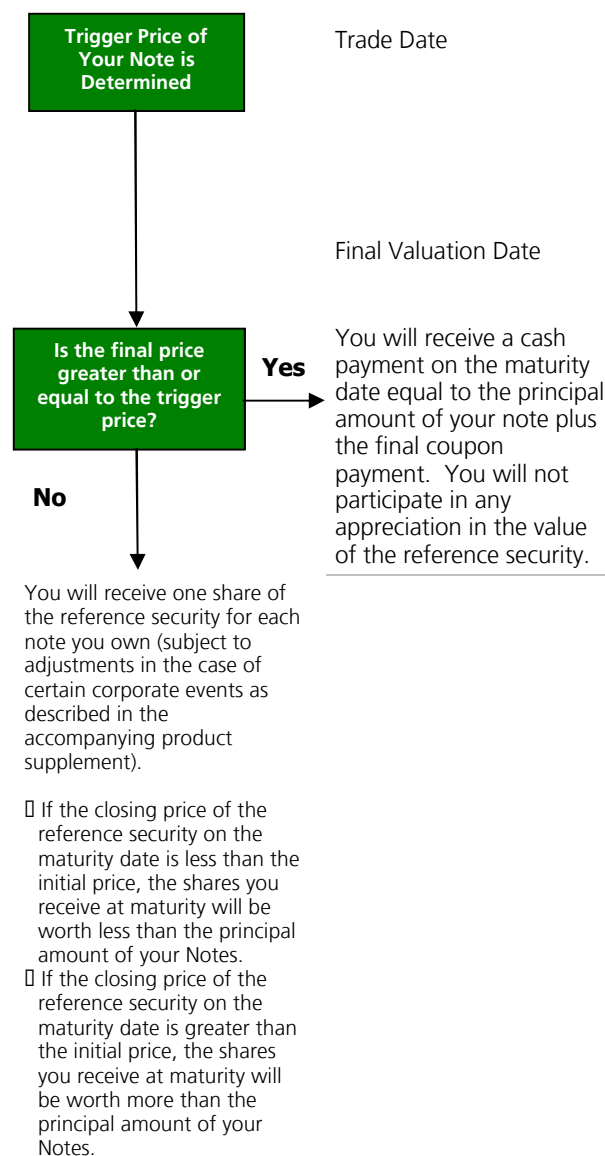 Trigger Price of
Your Note is
Determined
Trade Date
Final Valuation Date
Is the final price
greater than or
equal to the trigger
price?
Yes
You will receive a cash
payment on the maturity
date equal to the principal
amount of your note plus
the final coupon
payment.  You will not
participate in any
appreciation in the value
of the reference security.
No
You will receive one share of
the reference security for each
note you own (subject to
adjustments in the case of
certain corporate events as
described in the
accompanying product
supplement).
▯ If the closing price of the
reference security on the
maturity date is less than the
initial price, the shares you
receive at maturity will be
worth less than the principal
amount of your Notes.
▯ If the closing price of the
reference security on the
maturity date is greater than
the initial price, the shares
you receive at maturity will
be worth more than the
principal amount of your
Notes.